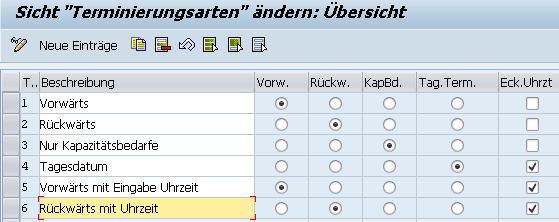 Sicht "Terminierungsarten" ändern: Übersicht
Neue Einträge
T.. Beschreibung Vorw. Rückw. KapBd. Tag.Term. Eck.Uhrzt
1 Vorwärts
2 Rückwärts
3 Nur Kapazitätsbedarfe
4 Tagesdatum
5 Vorwärts mit Eingabe Uhrzeit
6 Rückwärts mit Uhrzeit